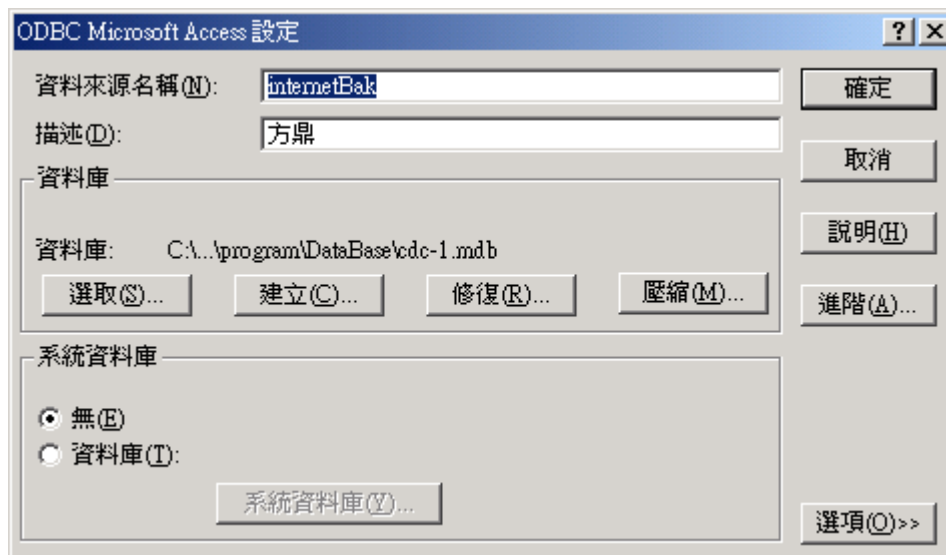 ODBC Microsoft Access 設定
資料來源名稱(N): internetBak
確定
描述(D): 方鼎
取消
資料庫
資料庫: C:\...\program\DataBase\cdc-1.mdb
說明(H)
選取(S)... 建立(C)... 修復(R)... 壓縮(M)...
進階(A)...
系統資料庫
無(E)
資料庫(T):
系統資料庫(Y)...
選項(O)>>